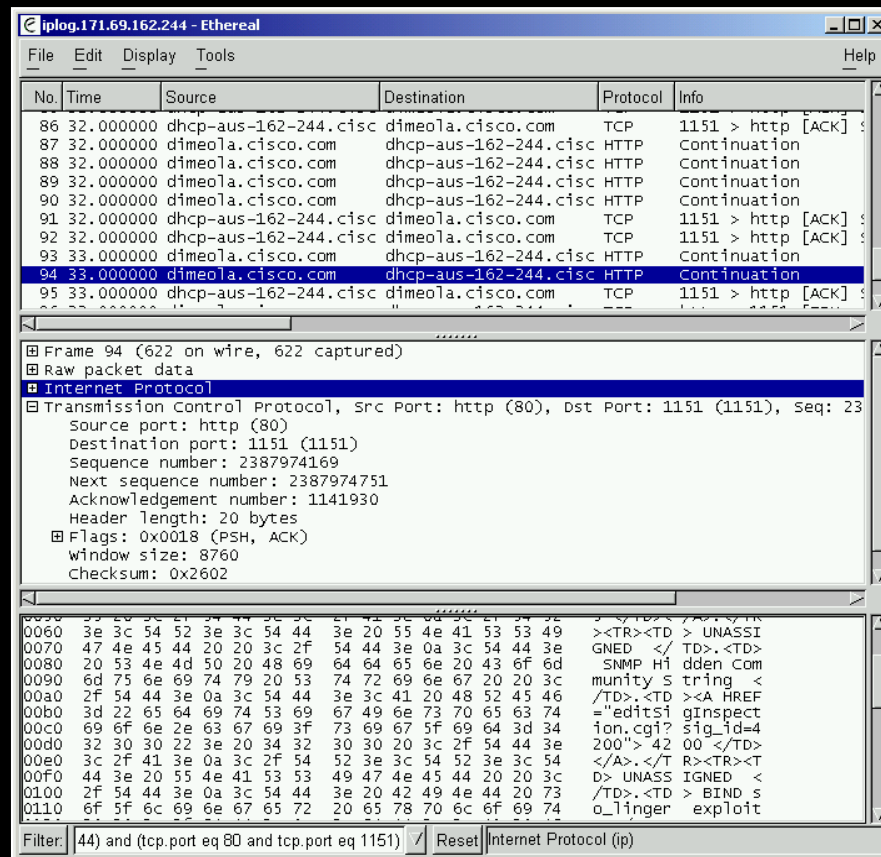 iplog.171.69.162.244 - Ethereal
File Edit Display Tools Help
No. Time Source Destination Protocol Info
86 32.000000 dhcp-aus-162-244.cisc dimeola.cisco.com TCP 1151 > http [ACK]
87 32.000000 dimeola.cisco.com dhcp-aus-162-244.cisc HTTP Continuation
88 32.000000 dimeola.cisco.com dhcp-aus-162-244.cisc HTTP Continuation
89 32.000000 dimeola.cisco.com dhcp-aus-162-244.cisc HTTP Continuation
90 32.000000 dimeola.cisco.com dhcp-aus-162-244.cisc HTTP Continuation
91 32.000000 dhcp-aus-162-244.cisc dimeola.cisco.com TCP 1151 > http [ACK]
92 32.000000 dhcp-aus-162-244.cisc dimeola.cisco.com TCP 1151 > http [ACK]
93 33.000000 dimeola.cisco.com dhcp-aus-162-244.cisc HTTP Continuation
94 33.000000 dimeola.cisco.com dhcp-aus-162-244.cisc HTTP Continuation
95 33.000000 dhcp-aus-162-244.cisc dimeola.cisco.com TCP 1151 > http [ACK]
Frame 94 (622 on wire, 622 captured)
Raw packet data
Internet Protocol
Transmission Control Protocol, Src Port: http (80), Dst Port: 1151 (1151), Seq: 23
Source port: http (80)
Destination port: 1151 (1151)
Sequence number: 2387974169
Next sequence number: 2387974751
Acknowledgement number: 1141930
Header length: 20 bytes
Flags: 0x0018 (PSH, ACK)
Window size: 8760
Checksum: 0x2602
0060 3e 3c 54 52 3e 3c 54 44 3e 20 55 4e 41 53 53 49 ><TR><TD > UNASSI
0070 47 4e 45 44 20 20 3c 2f 54 44 3e 0a 3c 54 44 3e GNED </ TD>.<TD>
0080 20 53 4e 4d 50 20 48 69 64 64 65 6e 20 43 6f 6d SNMP Hi dden Com
0090 6d 75 6e 69 74 79 20 53 74 72 69 6e 67 20 20 3c munity S tring <
00a0 2f 54 44 3e 0a 3c 54 44 3e 3c 41 20 48 52 45 46 /TD>.<TD ><A HREF
00b0 3d 22 65 64 69 74 53 69 67 49 6e 73 70 65 63 74 ="editSi gInspect
00c0 69 6f 6e 2e 63 67 69 3f 73 69 67 5f 69 64 3d 34 ion.cgi? sig_id=4
00d0 32 30 30 22 3e 20 34 32 30 30 20 3c 2f 54 44 3e 200"> 42 00 </TD>
00e0 3c 2f 41 3e 0a 3c 2f 54 52 3e 3c 54 52 3e 3c 54 </A>.</T R><TR><T
00f0 44 3e 20 55 4e 41 53 53 49 47 4e 45 44 20 20 3c D> UNASS IGNED <
0100 2f 54 44 3e 0a 3c 54 44 3e 20 42 49 4e 44 20 73 /TD>.<TD > BIND s
0110 6f 5f 6c 69 6e 67 65 72 20 65 78 70 6c 6f 69 74 o_linger exploit
Filter: 44) and (tcp.port eq 80 and tcp.port eq 1151) Reset Internet Protocol (ip)